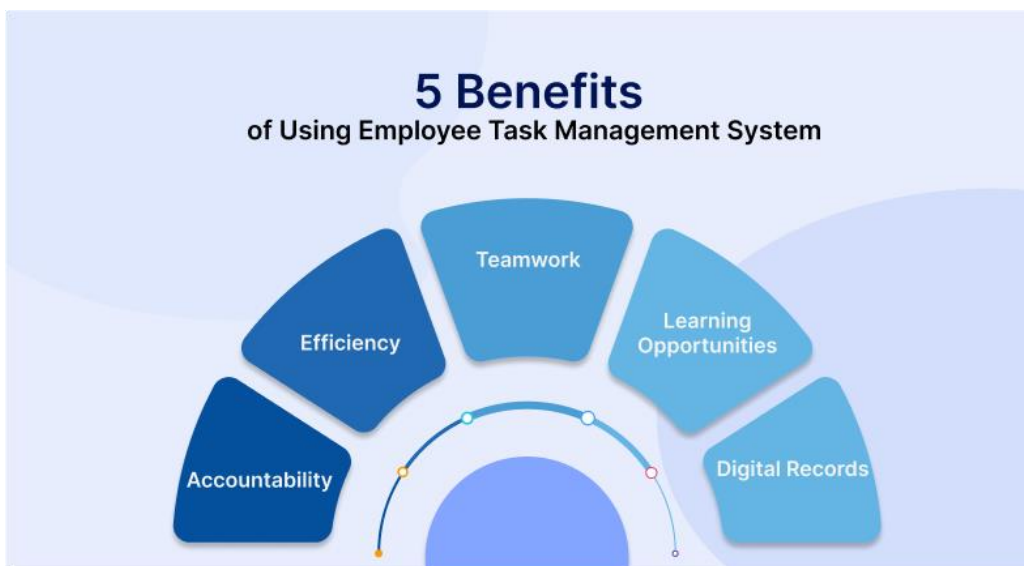 5 Benefits
of Using Employee Task Management System
Accountability
Efficiency
Teamwork
Learning
Opportunities
Digital Records